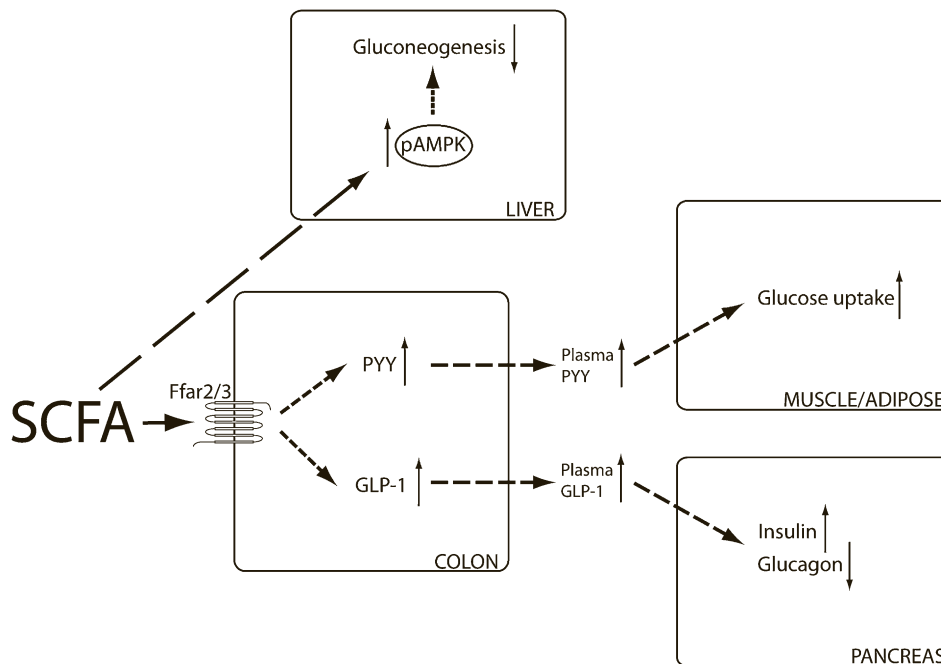 Gluconeogenesis
pAMPK
LIVER
Glucose uptake
MUSCLE/ADIPOSE
Ffar2/3
SCFA
PYY
Plasma
PYY
GLP-1
Plasma
GLP-1
COLON
Insulin
Glucagon
PANCREAS